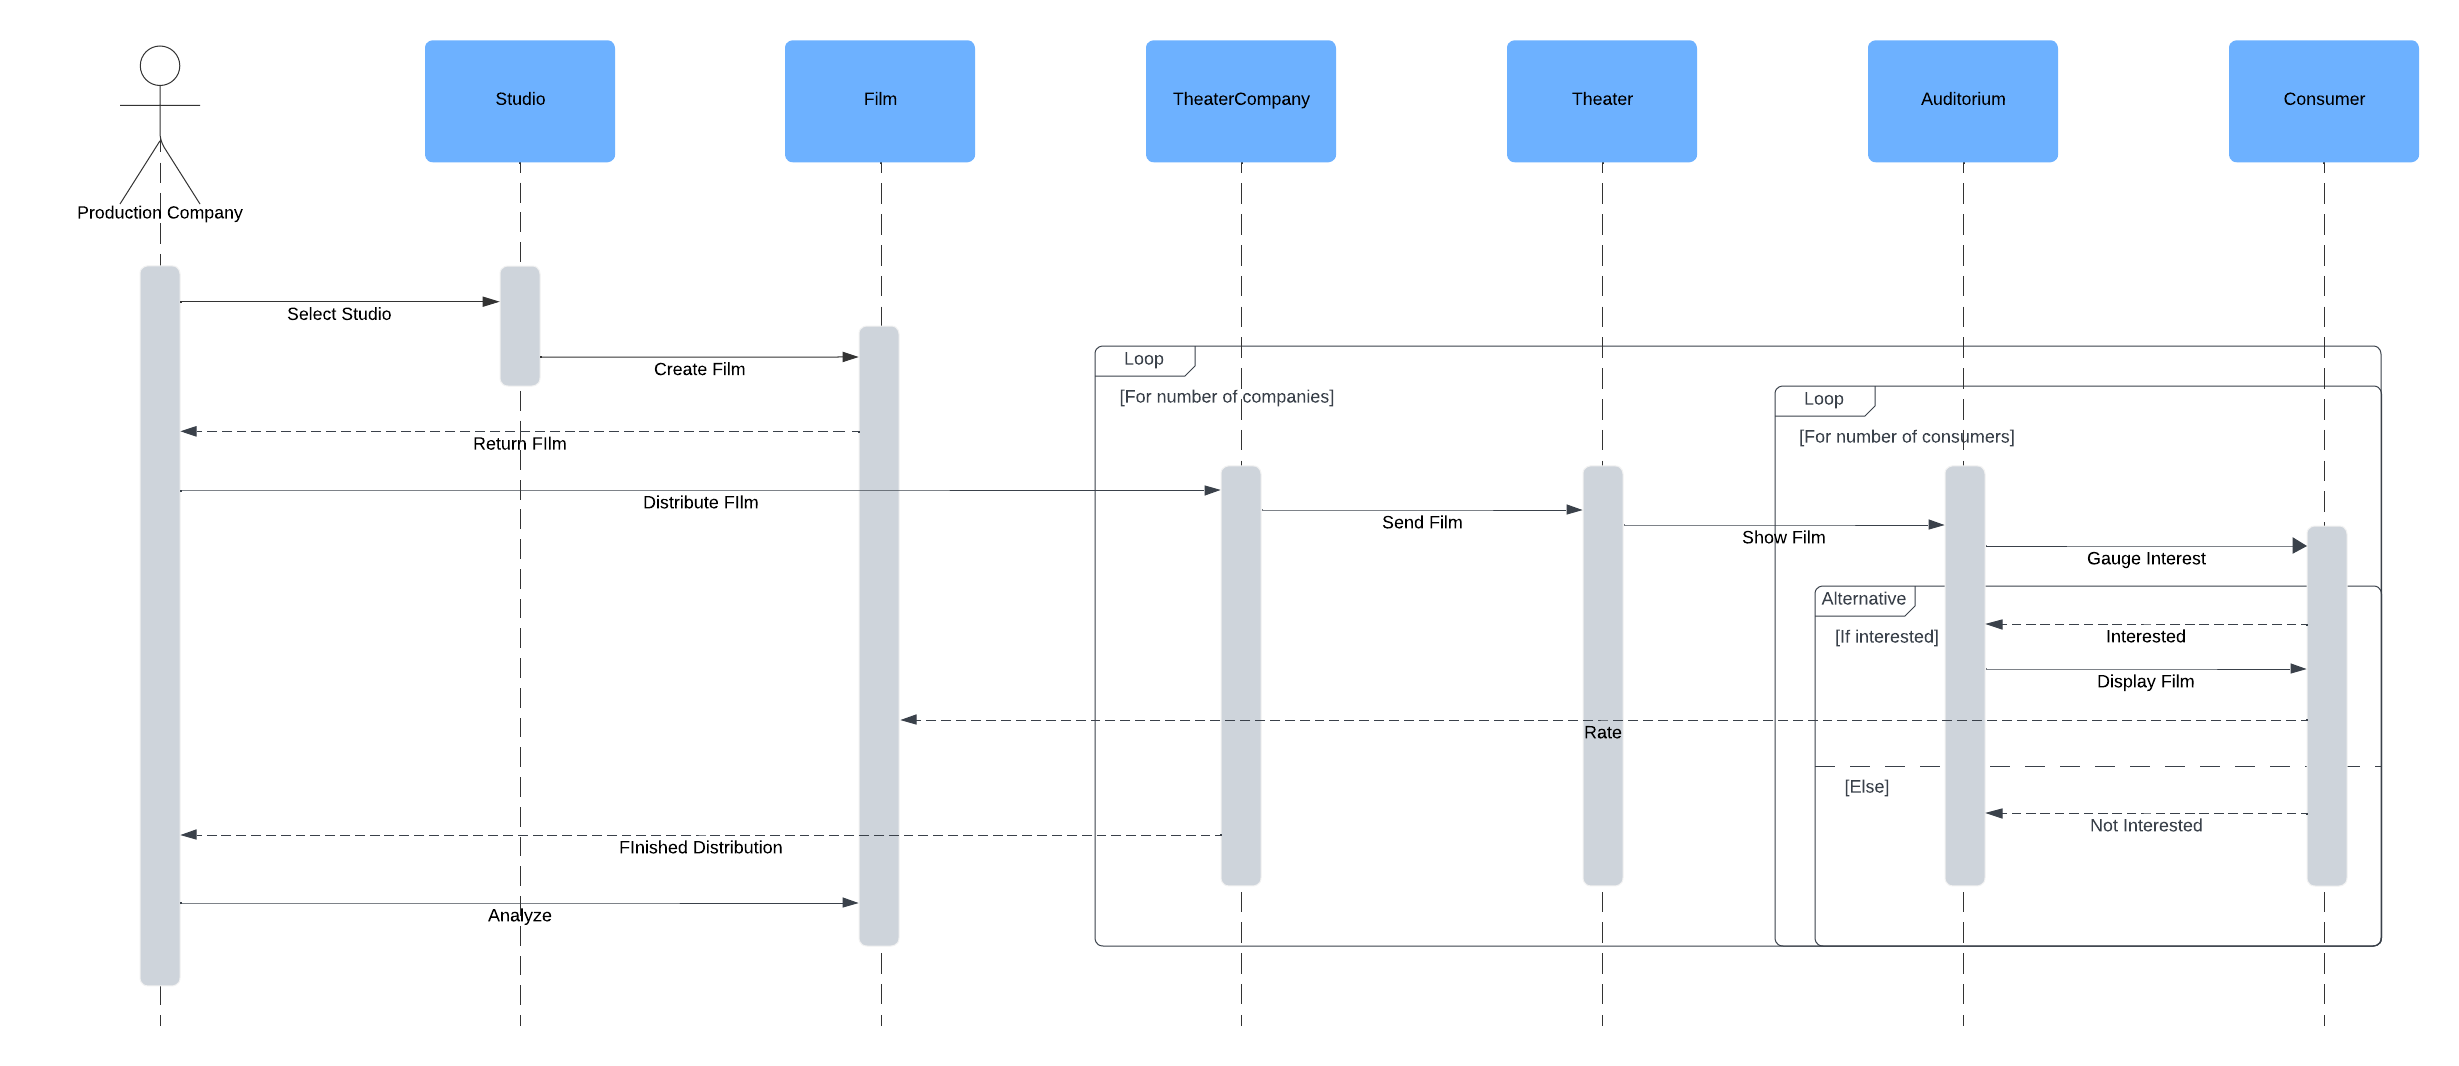 Studio
Film
TheaterCompany
Theater
Auditorium
Consumer
Production Company
Select Studio
Create Film
Loop
[For number of companies]
Loop
[For number of consumers]
Return FIlm
Distribute FIlm
Send Film
Show Film
Gauge Interest
Alternative
[If interested]
Interested
Display Film
Rate
[Else]
Not Interested
FInished Distribution
Analyze